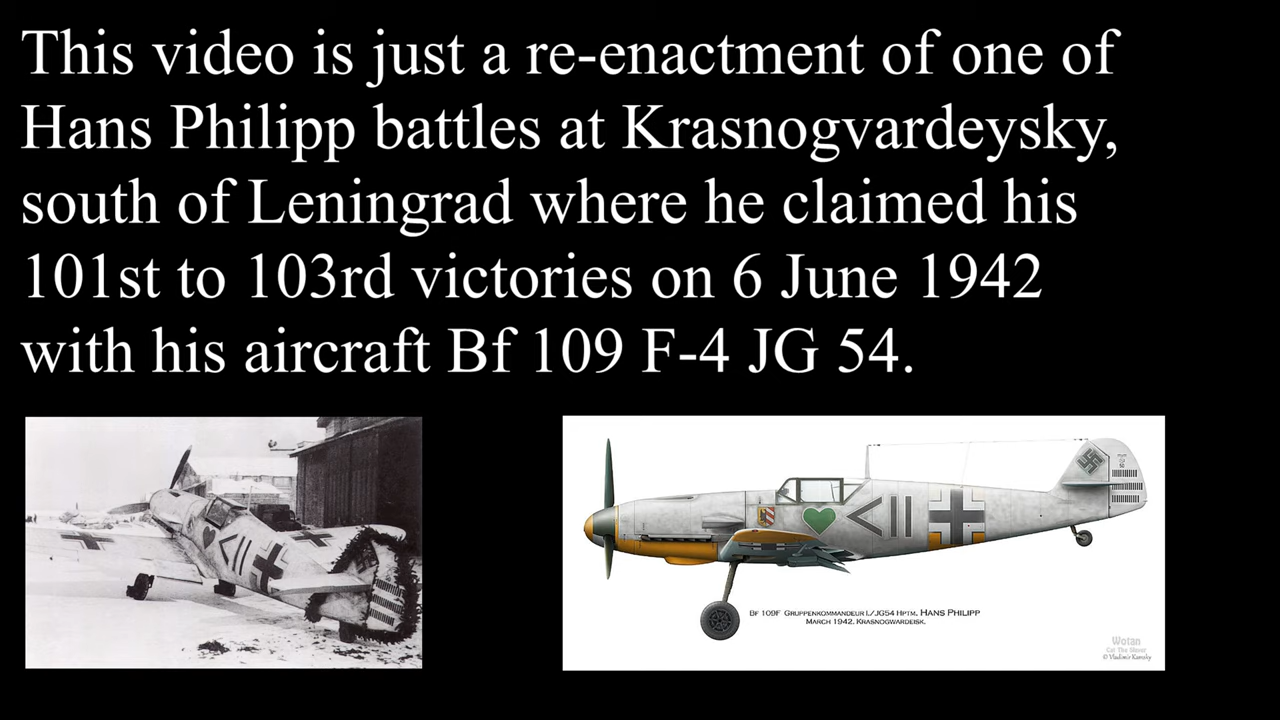 This video is just a re-enactment of one of
Hans Philipp battles at Krasnogvardeysky,
south of Leningrad where he claimed his
101st to 103rd victories on 6 June 1942
with his aircraft Bf 109 F-4 JG 54.
Bf 109F Gruppenkommandeur I./JG54 Hptm. Hans Philipp
March 1942. Krasnogwardeisk.
Wotan
© Vladimir Kamsky